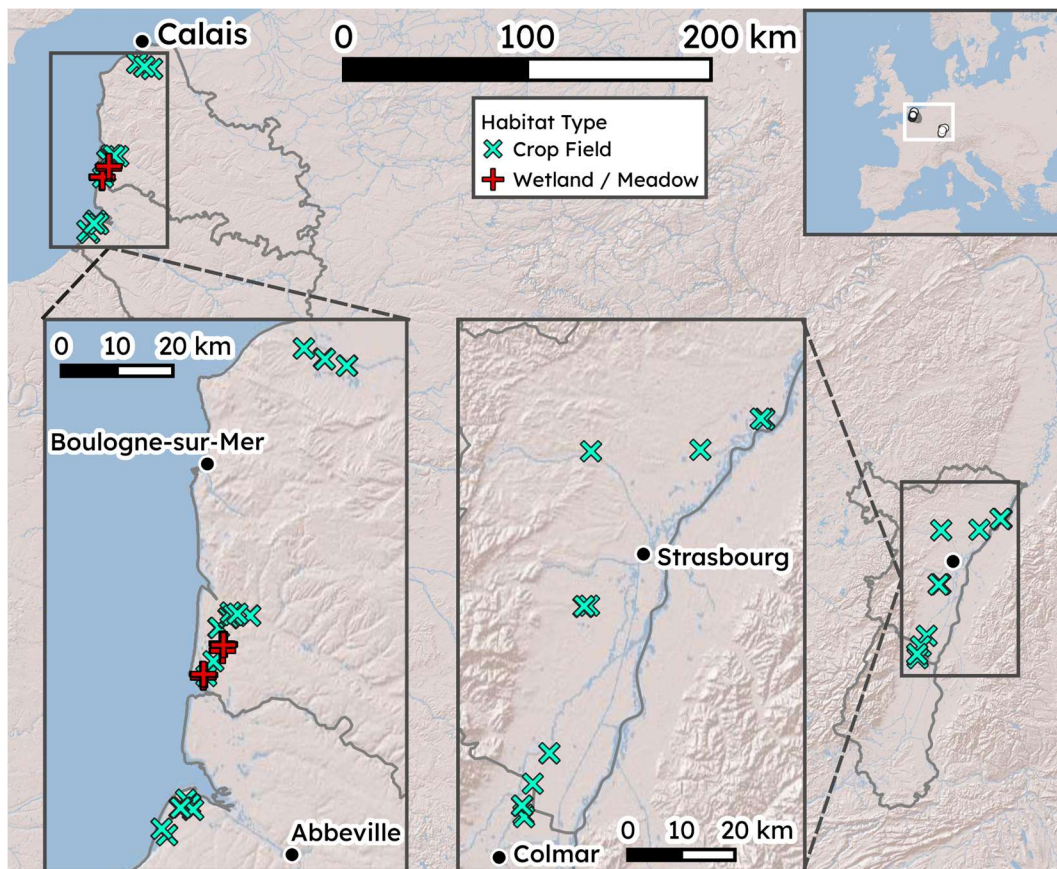 Calais
0 100 200 km
Habitat Type
Crop Field
Wetland / Meadow
0 10 20 km
Boulogne-sur-Mer
Abbeville
Strasbourg
Colmar
0 10 20 km